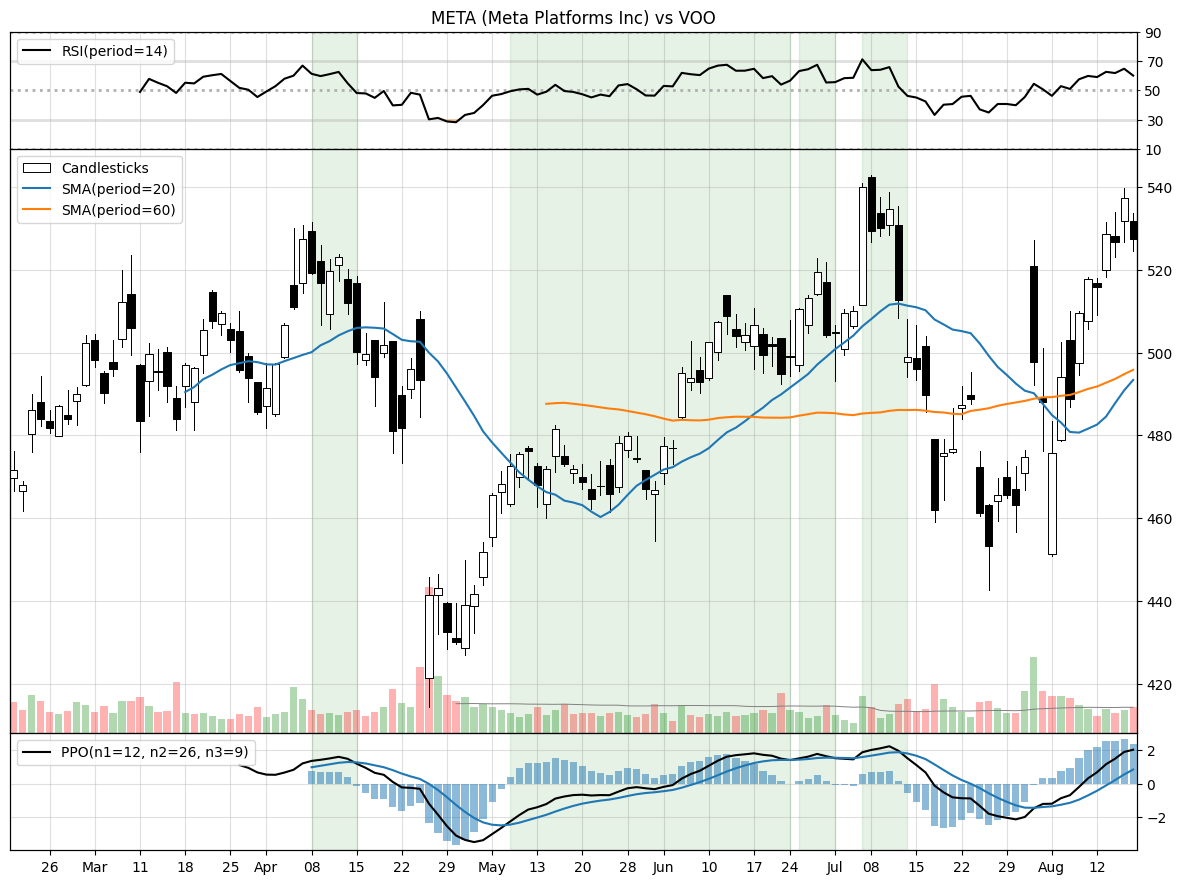 META (Meta Platforms Inc) vs VOO
RSI(period=14)
90
70
50
30
10
Candlesticks
SMA(period=20)
SMA(period=60)
540
520
500
480
460
440
420
PPO(n1=12, n2=26, n3=9)
2
0
−2
26 Mar 11 18 25 Apr 08 15 22 29 May 13 20 28 Jun 10 17 24 Jul 08 15 22 29 Aug 12